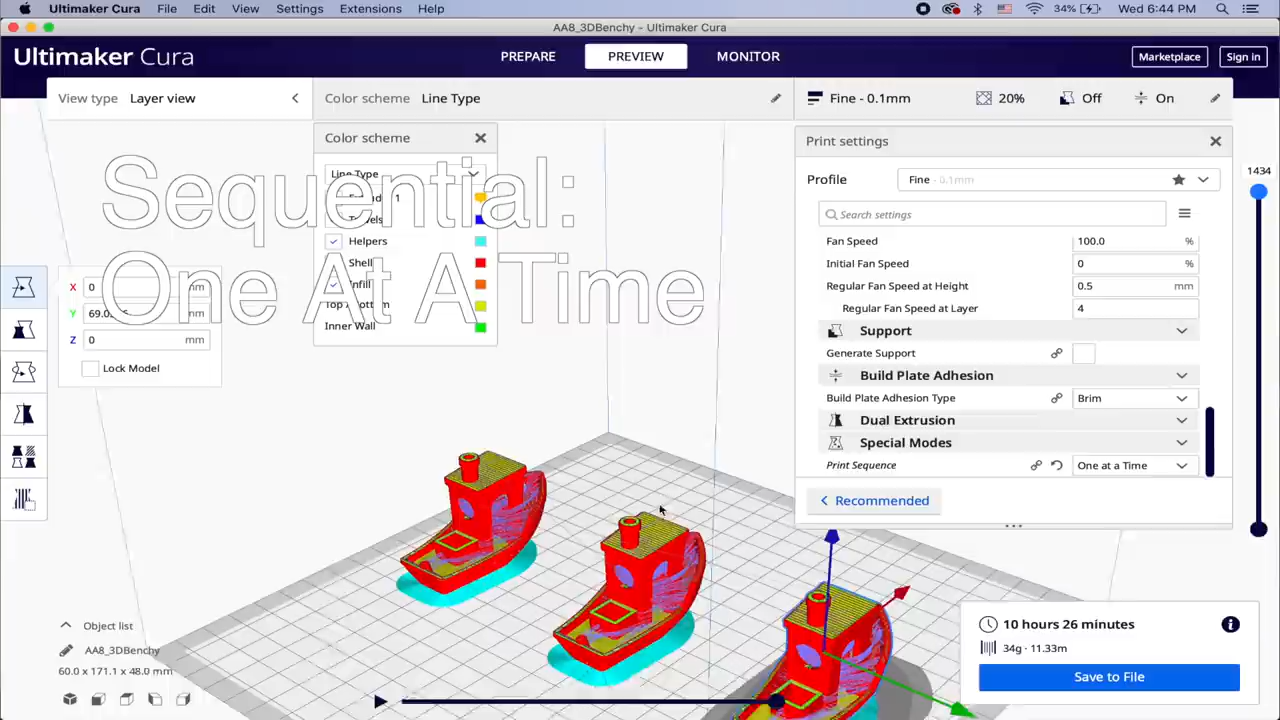 Ultimaker Cura File Edit View Settings Extensions Help 34% Wed 6:44 PM
AA8_3DBenchy - Ultimaker Cura
Ultimaker Cura PREPARE PREVIEW MONITOR Marketplace Sign in
View type Layer view Color scheme Line Type Fine - 0.1mm 20% Off On
Color scheme
Print settings
1434
Line Type
Profile Fine - 0.1mm
Sequential:
1
Travels
Search settings
Helpers
Fan Speed 100.0 %
Shell
Initial Fan Speed 0 %
One At A Time
X 0 mm
Infill
Regular Fan Speed at Height 0.5 mm
Y mm
Regular Fan Speed at Layer 4
Inner Wall
Support
Z 0 mm
Generate Support
Lock Model
Build Plate Adhesion
Build Plate Adhesion Type Brim
Dual Extrusion
Special Modes
Print Sequence One at a Time
Recommended
Object list
AA8_3DBenchy
60.0 x 171.1 x 48.0 mm
10 hours 26 minutes
34g · 11.33m
Save to File